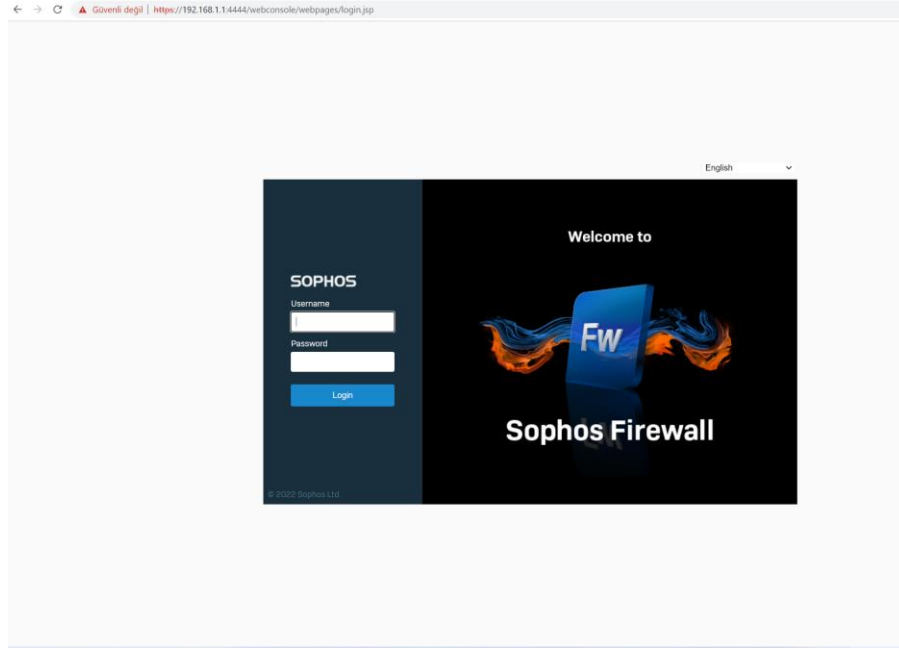 Güvenli değil | https://192.168.1.1:4444/webconsole/webpages/login.jsp
English
Welcome to
SOPHOS
Username
Fw
Password
Login
Sophos Firewall
© 2022 Sophos Ltd